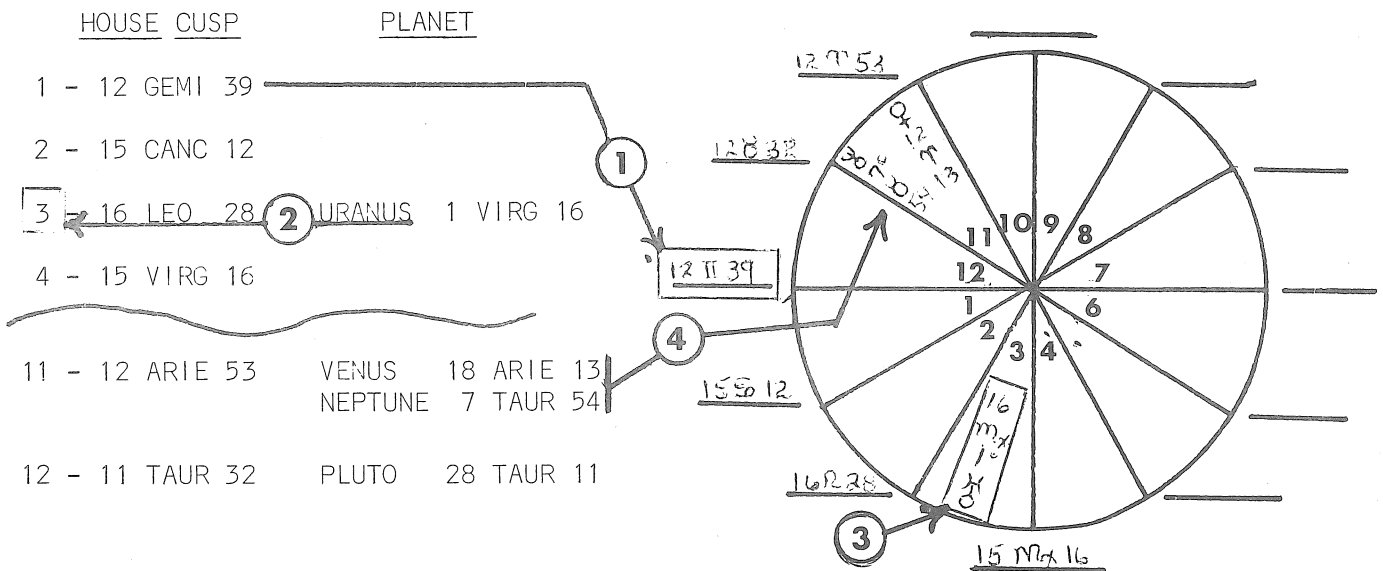 HOUSE CUSP PLANET
1 - 12 GEMI 39
2 - 15 CANC 12
3 - 16 LEO 28 2 URANUS 1 VIRG 16
4 - 15 VIRG 16
11 - 12 ARIE 53 VENUS 18 ARIE 13
NEPTUNE 7 TAUR 54
12 - 11 TAUR 32 PLUTO 28 TAUR 11
1
4
3
12 ♈ 53
12 ♉ 32
12 ♊ 39
15 ♋ 12
16 ♌ 28
15 ♍ 16
10 9
11 8
12 7
1 6
2
3 4
16
♍
1°
♅